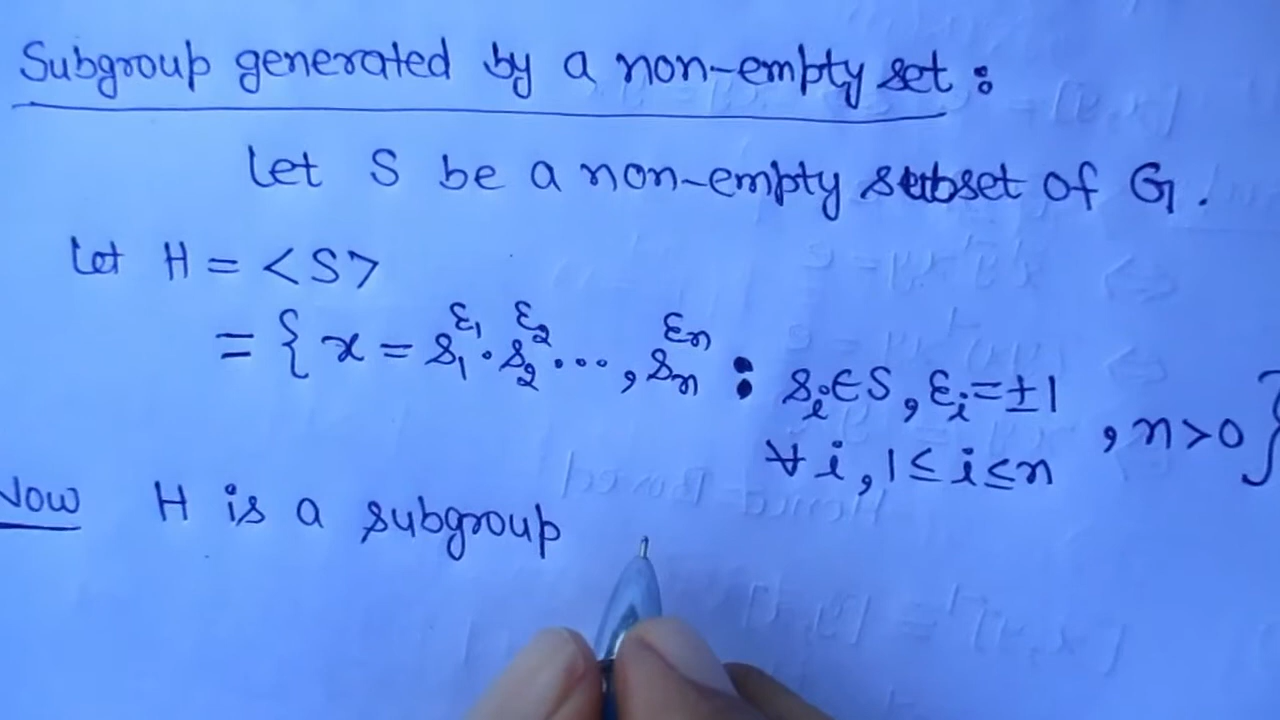 Subgroup generated by a non-empty set :
Let S be a non-empty subset of G .
Let H = <S>
= { x = s₁^ε₁ . s₂^ε₂ . . . , sₙ^εₙ : sᵢ ∈ S , εᵢ = ±1
∀ i , 1 ≤ i ≤ n , n > 0 }
Now H is a subgroup